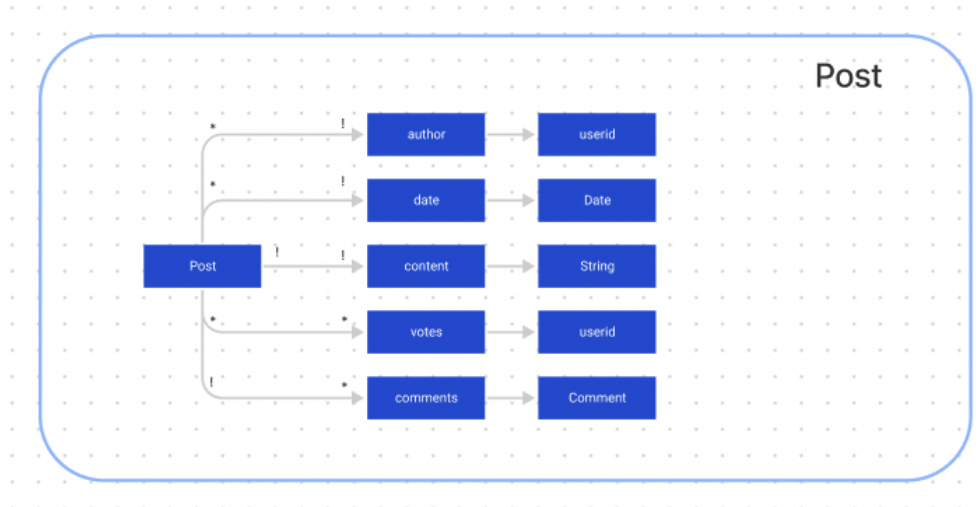 Post
* ! author userid
* ! date Date
Post ! ! content String
* * votes userid
! * comments Comment